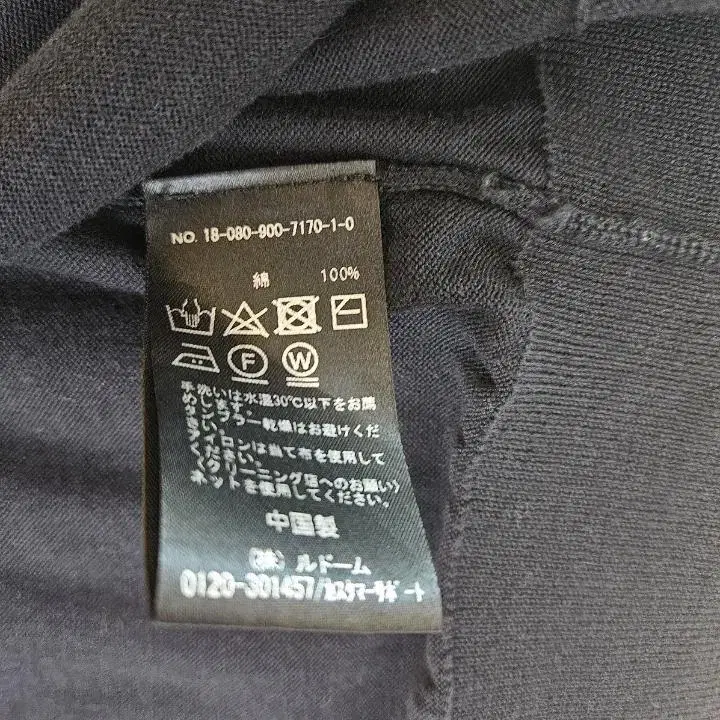 NO. 18-080-900-7170-1-0
綿 100%
F W
手洗いは水温30℃以下をお薦
めします。
タンブラー乾燥はお避けくだ
さい。
アイロンは当て布を使用して
ください。
〈クリーニング店へのお願い〉
ネットを使用してください。
中国製
(株) ルドーム
0120-301457/カスタマーサポート